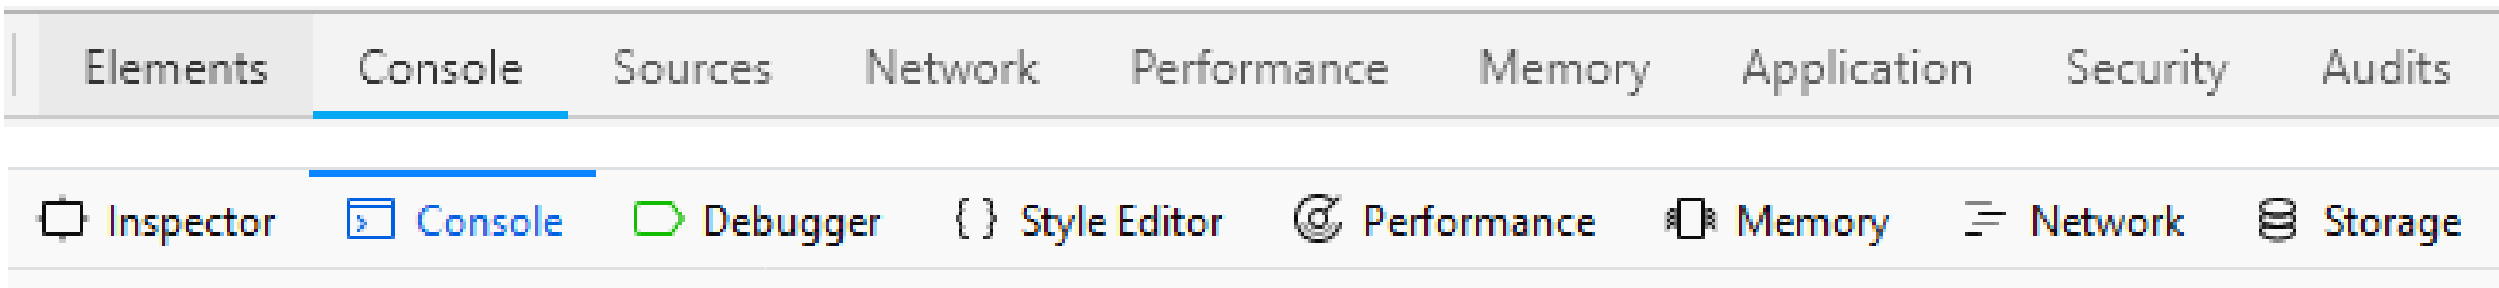 Elements Console Sources Network Performance Memory Application Security Audits
Inspector Console Debugger Style Editor Performance Memory Network Storage